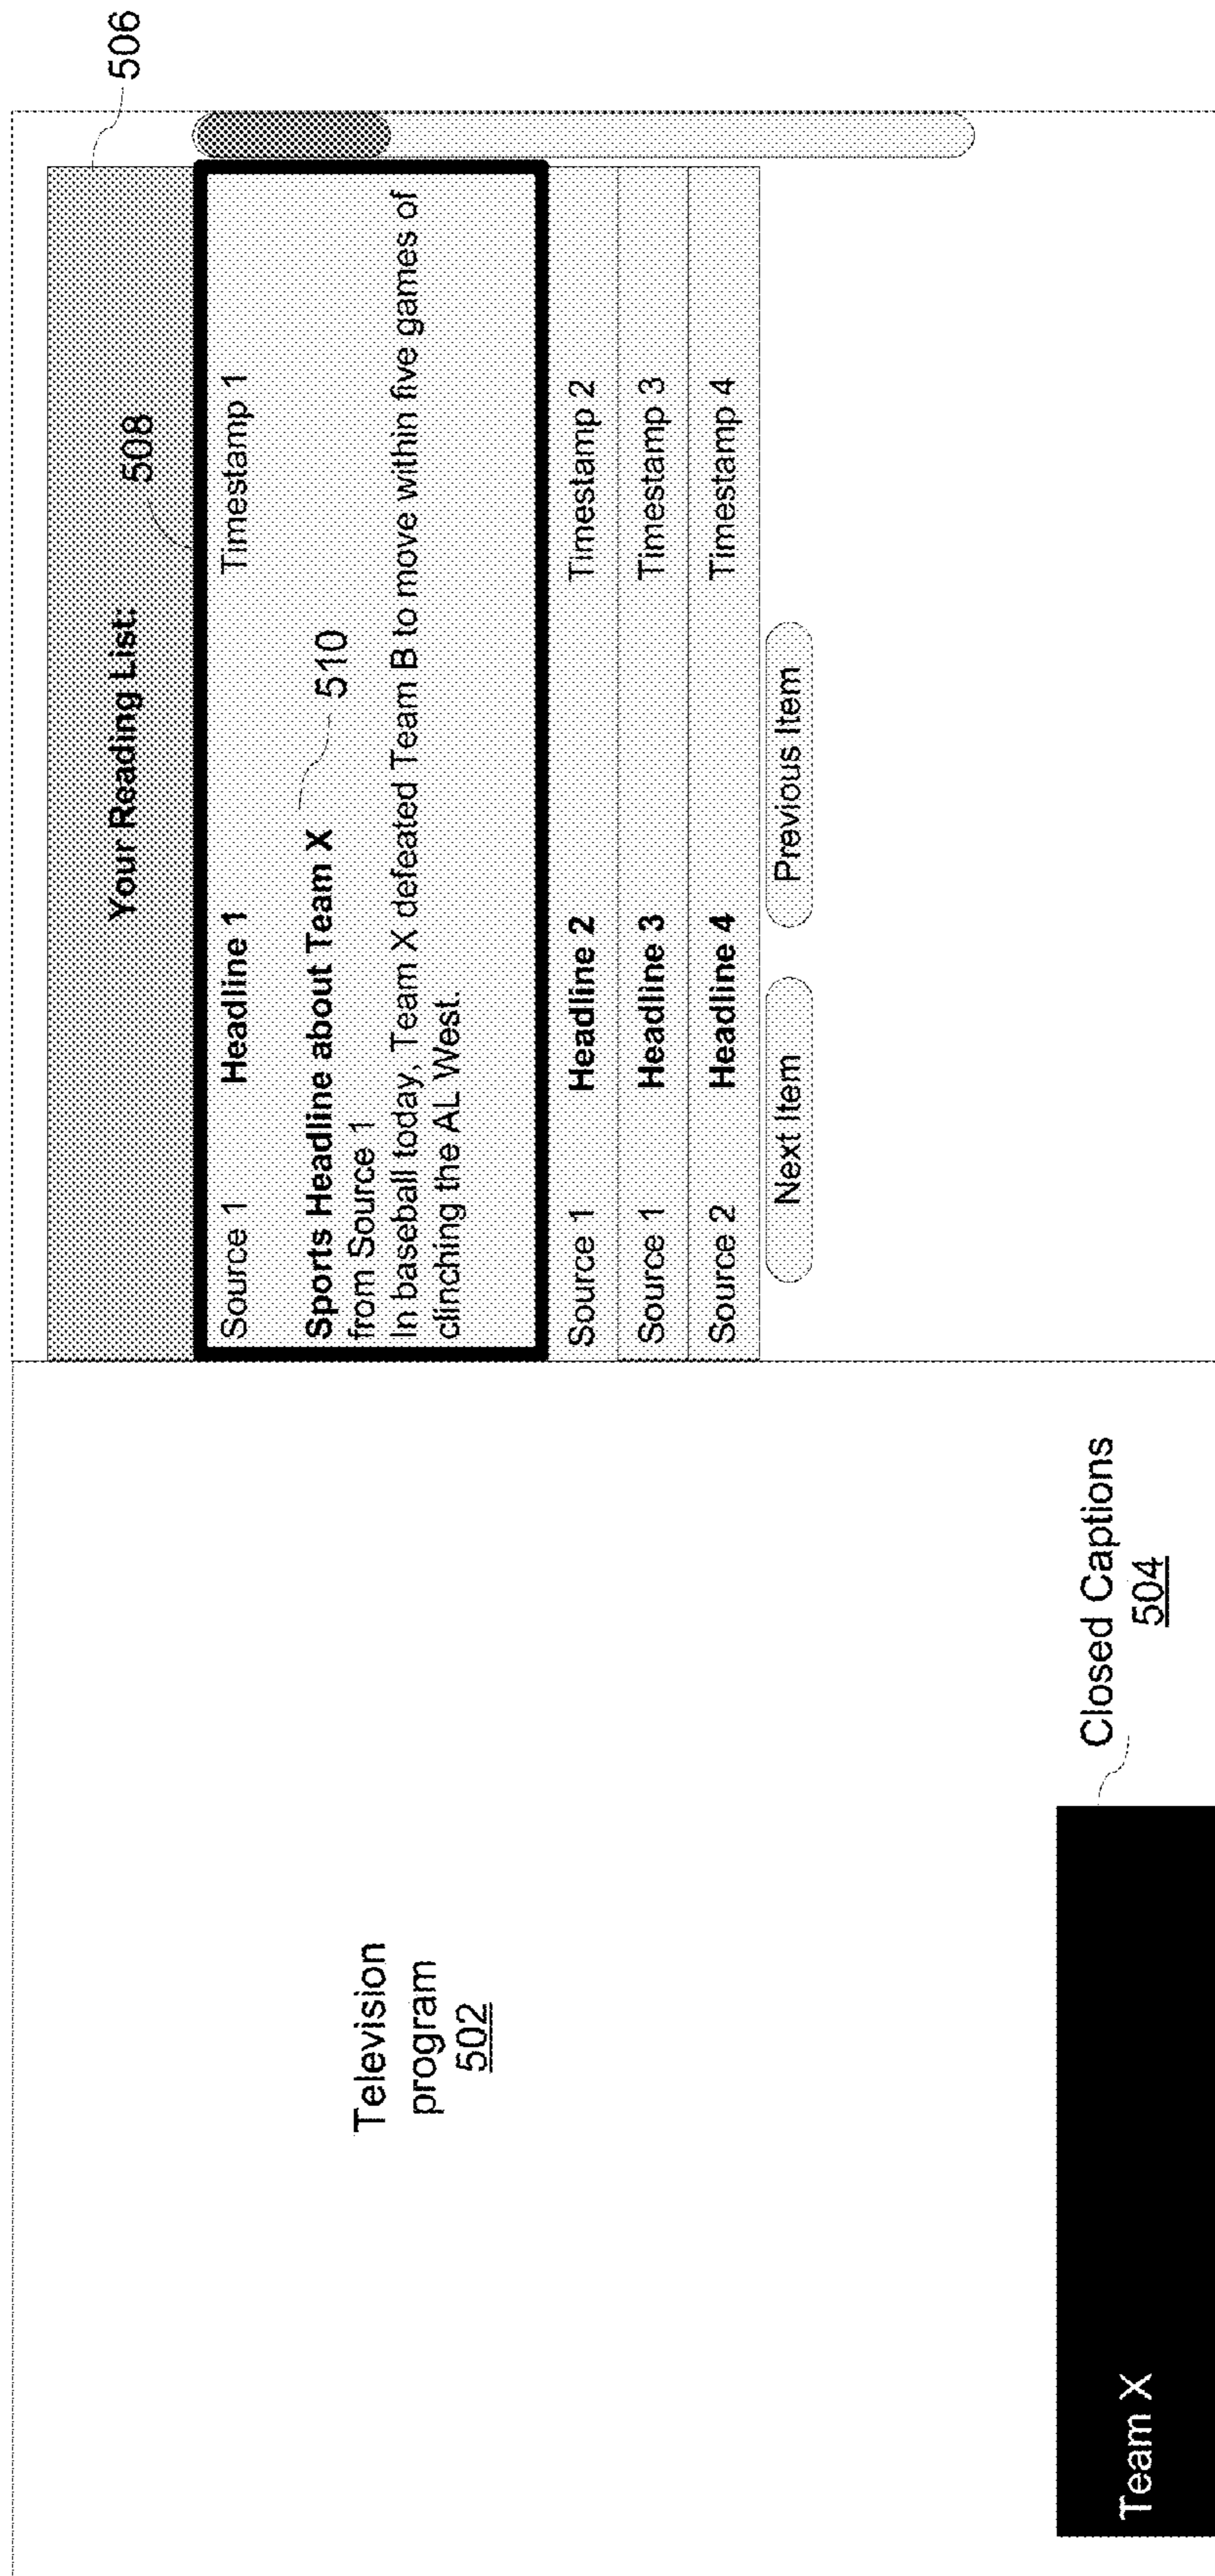 Television
program
502
Team X
Closed Captions
504
506
Your Reading List:
508
Source 1 Headline 1 Timestamp 1
Sports Headline about Team X
510
from Source 1
In baseball today, Team X defeated Team B to move within five games of
clinching the AL West.
Source 1 Headline 2 Timestamp 2
Source 1 Headline 3 Timestamp 3
Source 2 Headline 4 Timestamp 4
Next Item Previous Item